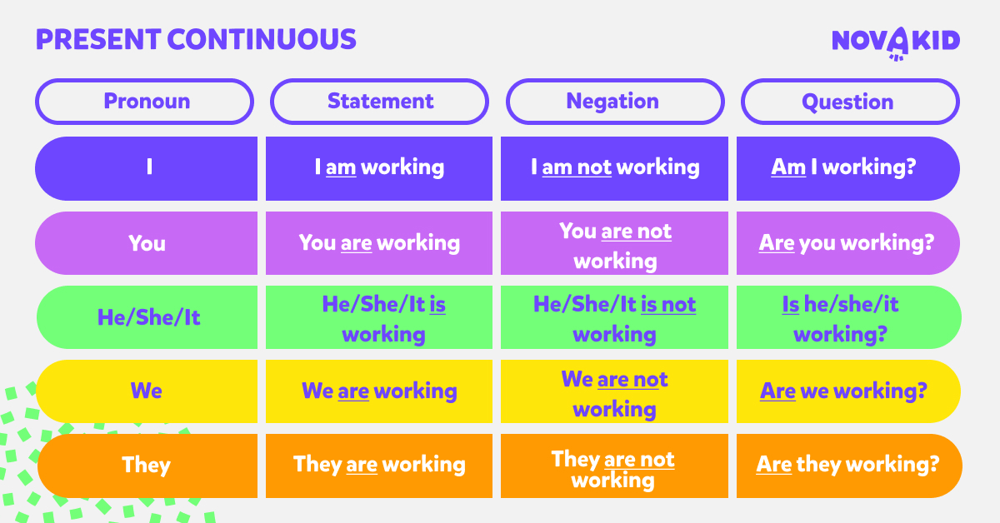 PRESENT CONTINUOUS
NOVAKID
Pronoun
Statement
Negation
Question
I
I am working
I am not working
Am I working?
You
You are working
You are not
working
Are you working?
He/She/It
He/She/It is
working
He/She/It is not
working
Is he/she/it
working?
We
We are working
We are not
working
Are we working?
They
They are working
They are not
working
Are they working?